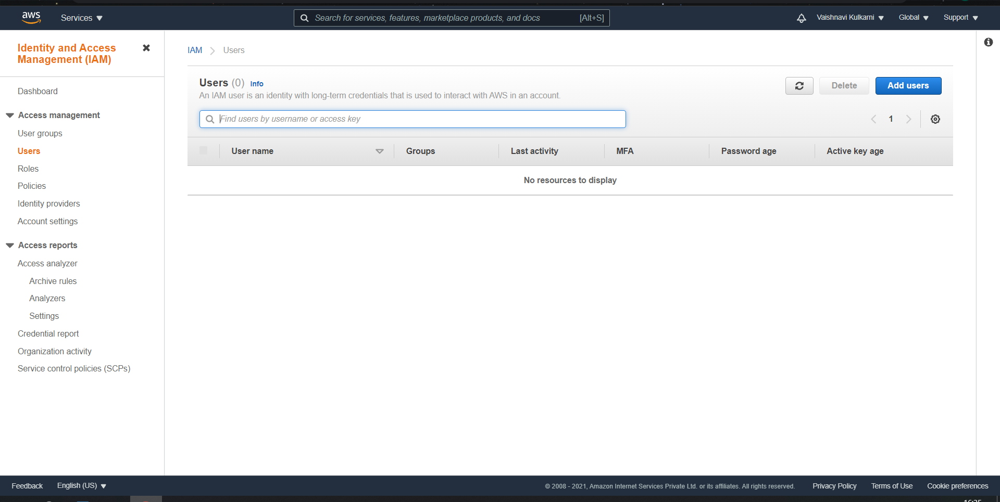 aws
Services
Search for services, features, marketplace products, and docs
[Alt+S]
Vaishnavi Kulkarni
Global
Support
Identity and Access
Management (IAM)
Dashboard
Access management
User groups
Users
Roles
Policies
Identity providers
Account settings
Access reports
Access analyzer
Archive rules
Analyzers
Settings
Credential report
Organization activity
Service control policies (SCPs)
IAM
Users
Users (0) Info
An IAM user is an identity with long-term credentials that is used to interact with AWS in an account.
Delete
Add users
Find users by username or access key
1
User name
Groups
Last activity
MFA
Password age
Active key age
No resources to display
Feedback
English (US)
© 2008 - 2021, Amazon Internet Services Private Ltd. or its affiliates. All rights reserved.
Privacy Policy
Terms of Use
Cookie preferences